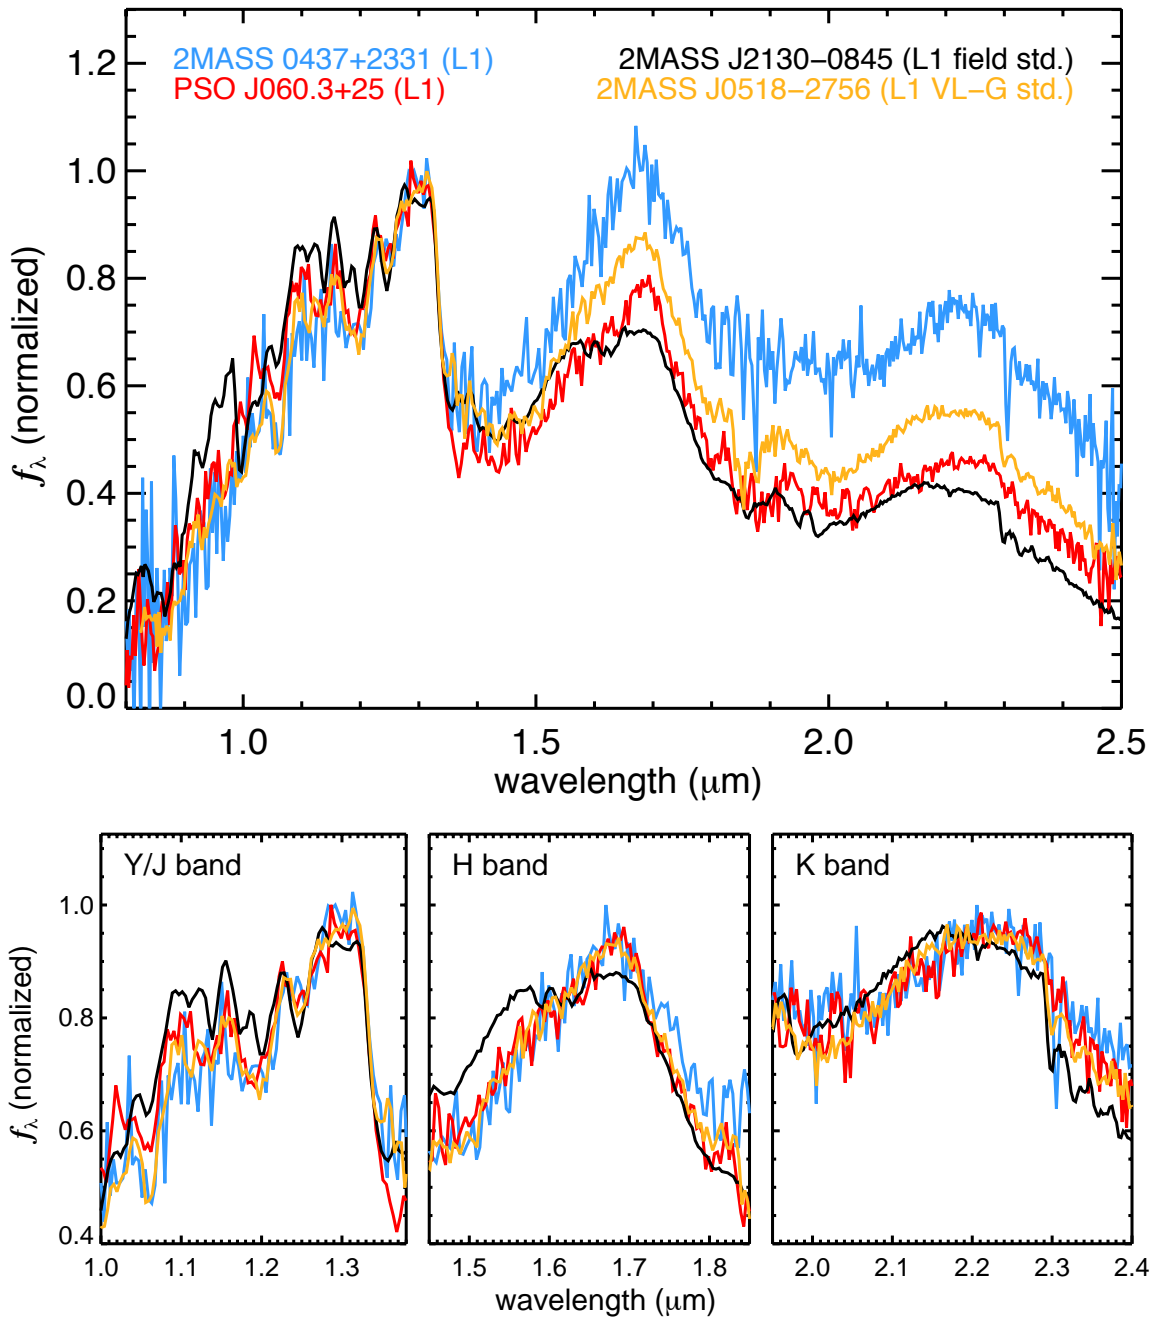 2MASS 0437+2331 (L1)
PSO J060.3+25 (L1)
2MASS J2130−0845 (L1 field std.)
2MASS J0518−2756 (L1 VL−G std.)
1.2
1.0
0.8
0.6
0.4
0.2
0.0
fλ (normalized)
1.0 1.5 2.0 2.5
wavelength (μm)
Y/J band
H band
K band
1.0
0.8
0.6
0.4
fλ (normalized)
1.0 1.1 1.2 1.3
1.5 1.6 1.7 1.8
2.0 2.1 2.2 2.3 2.4
wavelength (μm)